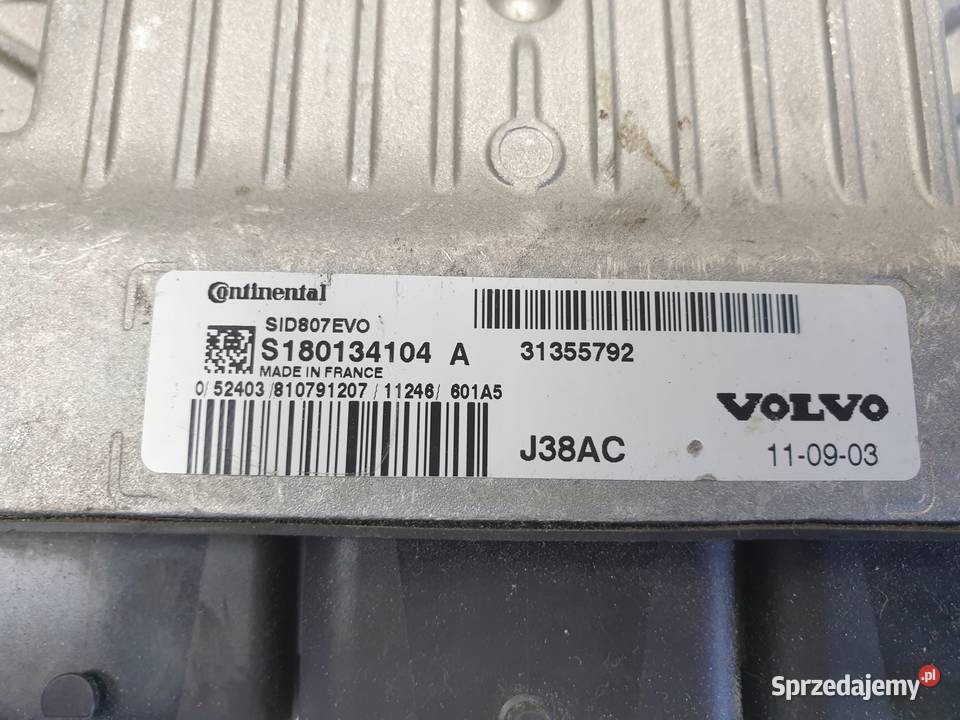 Continental
SID807EVO
S180134104 A
MADE IN FRANCE
0/ 52403 /810791207 / 11246/ 601A5
31355792
VOLVO
J38AC
11-09-03
Sprzedajemy.pl